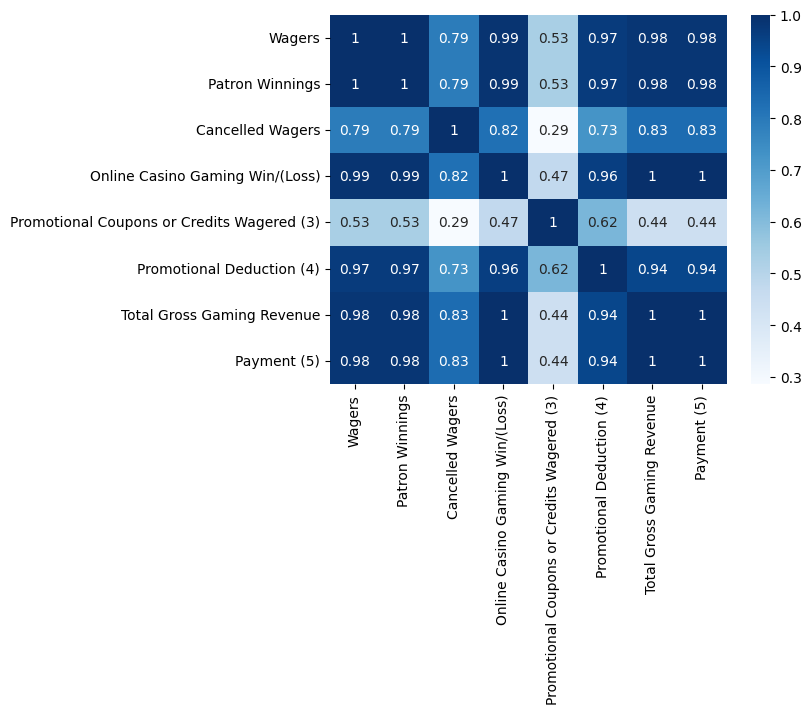 Wagers 1 1 0.79 0.99 0.53 0.97 0.98 0.98
Patron Winnings 1 1 0.79 0.99 0.53 0.97 0.98 0.98
Cancelled Wagers 0.79 0.79 1 0.82 0.29 0.73 0.83 0.83
Online Casino Gaming Win/(Loss) 0.99 0.99 0.82 1 0.47 0.96 1 1
Promotional Coupons or Credits Wagered (3) 0.53 0.53 0.29 0.47 1 0.62 0.44 0.44
Promotional Deduction (4) 0.97 0.97 0.73 0.96 0.62 1 0.94 0.94
Total Gross Gaming Revenue 0.98 0.98 0.83 1 0.44 0.94 1 1
Payment (5) 0.98 0.98 0.83 1 0.44 0.94 1 1
Wagers
Patron Winnings
Cancelled Wagers
Online Casino Gaming Win/(Loss)
Promotional Coupons or Credits Wagered (3)
Promotional Deduction (4)
Total Gross Gaming Revenue
Payment (5)
1.0
0.9
0.8
0.7
0.6
0.5
0.4
0.3